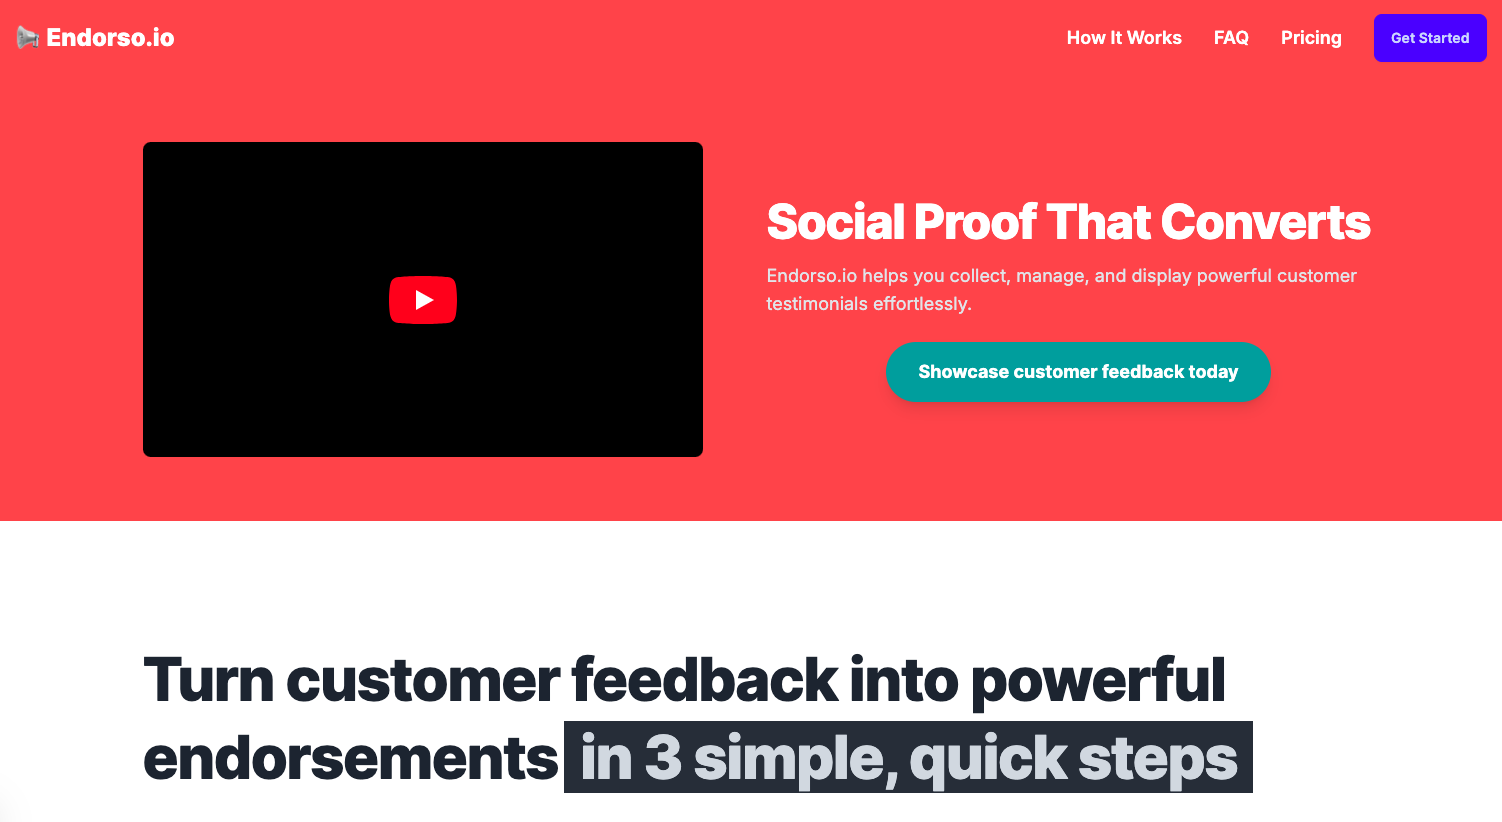 Endorso.io
How It Works
FAQ
Pricing
Get Started
Social Proof That Converts
Endorso.io helps you collect, manage, and display powerful customer
testimonials effortlessly.
Showcase customer feedback today
Turn customer feedback into powerful
endorsements in 3 simple, quick steps